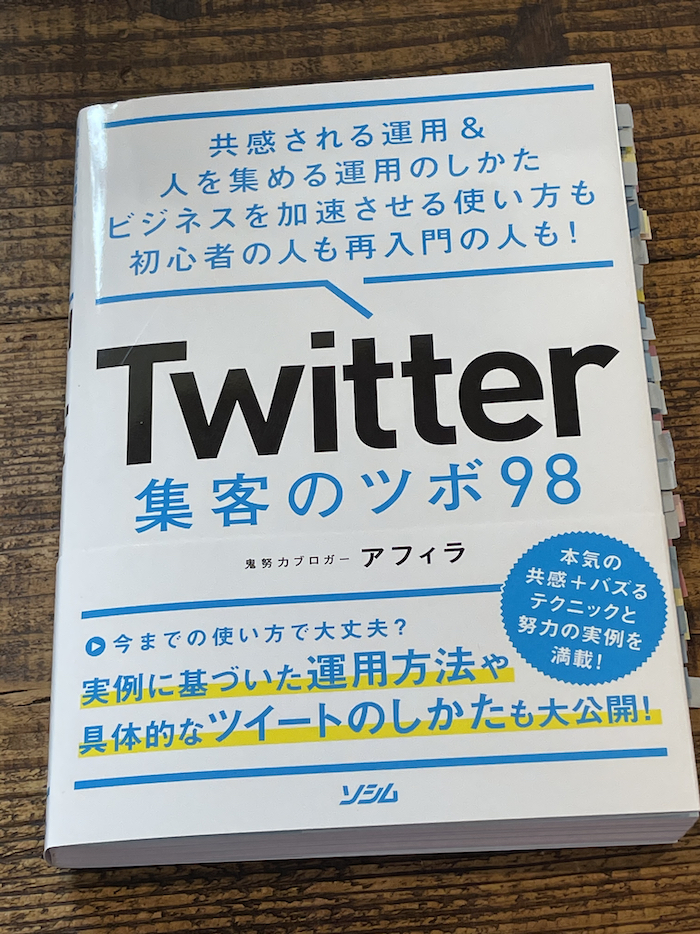 共感される運用&
人を集める運用のしかた
ビジネスを加速させる使い方も
初心者の人も再入門の人も!
Twitter
集客のツボ98
鬼努力ブロガー アフィラ
本気の
共感+バズる
テクニックと
努力の実例を
満載!
今までの使い方で大丈夫?
実例に基づいた運用方法や
具体的なツイートのしかたも大公開!
ソシム